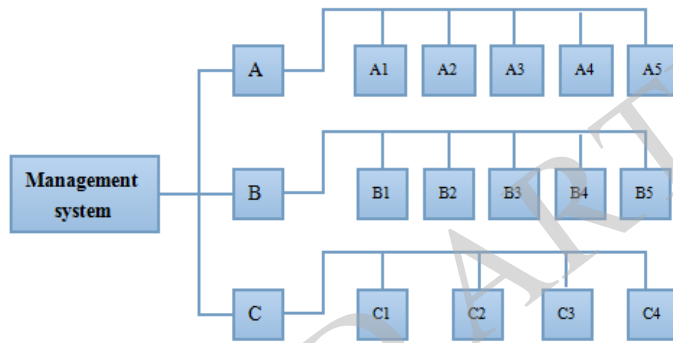 A
A1 A2 A3 A4 A5
Management
system
B
B1 B2 B3 B4 B5
C
C1 C2 C3 C4